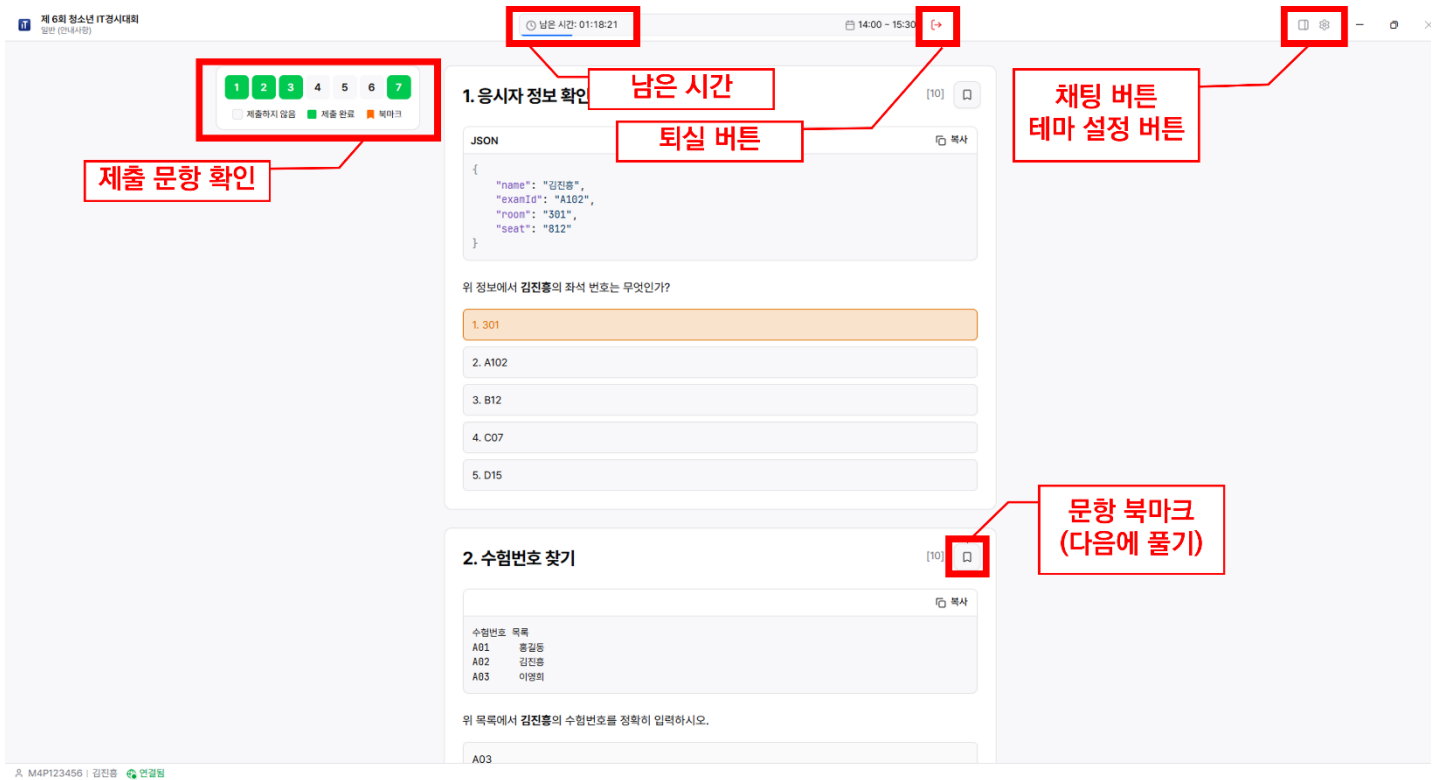 제 6회 청소년 IT경시대회
일반 (안내사항)
남은 시간: 01:18:21
14:00 ~ 15:30
1 2 3 4 5 6 7
제출하지 않음 제출 완료 북마크
제출 문항 확인
남은 시간
퇴실 버튼
채팅 버튼
테마 설정 버튼
1. 응시자 정보 확인
[10]
JSON
복사
{
"name": "김진흥",
"examId": "A102",
"room": "301",
"seat": "812"
}
위 정보에서 김진흥의 좌석 번호는 무엇인가?
1. 301
2. A102
3. B12
4. C07
5. D15
문항 북마크
(다음에 풀기)
2. 수험번호 찾기
[10]
복사
수험번호 목록
A01 홍길동
A02 김진흥
A03 이영희
위 목록에서 김진흥의 수험번호를 정확히 입력하시오.
A03
M4P123456 | 김진흥 연결됨